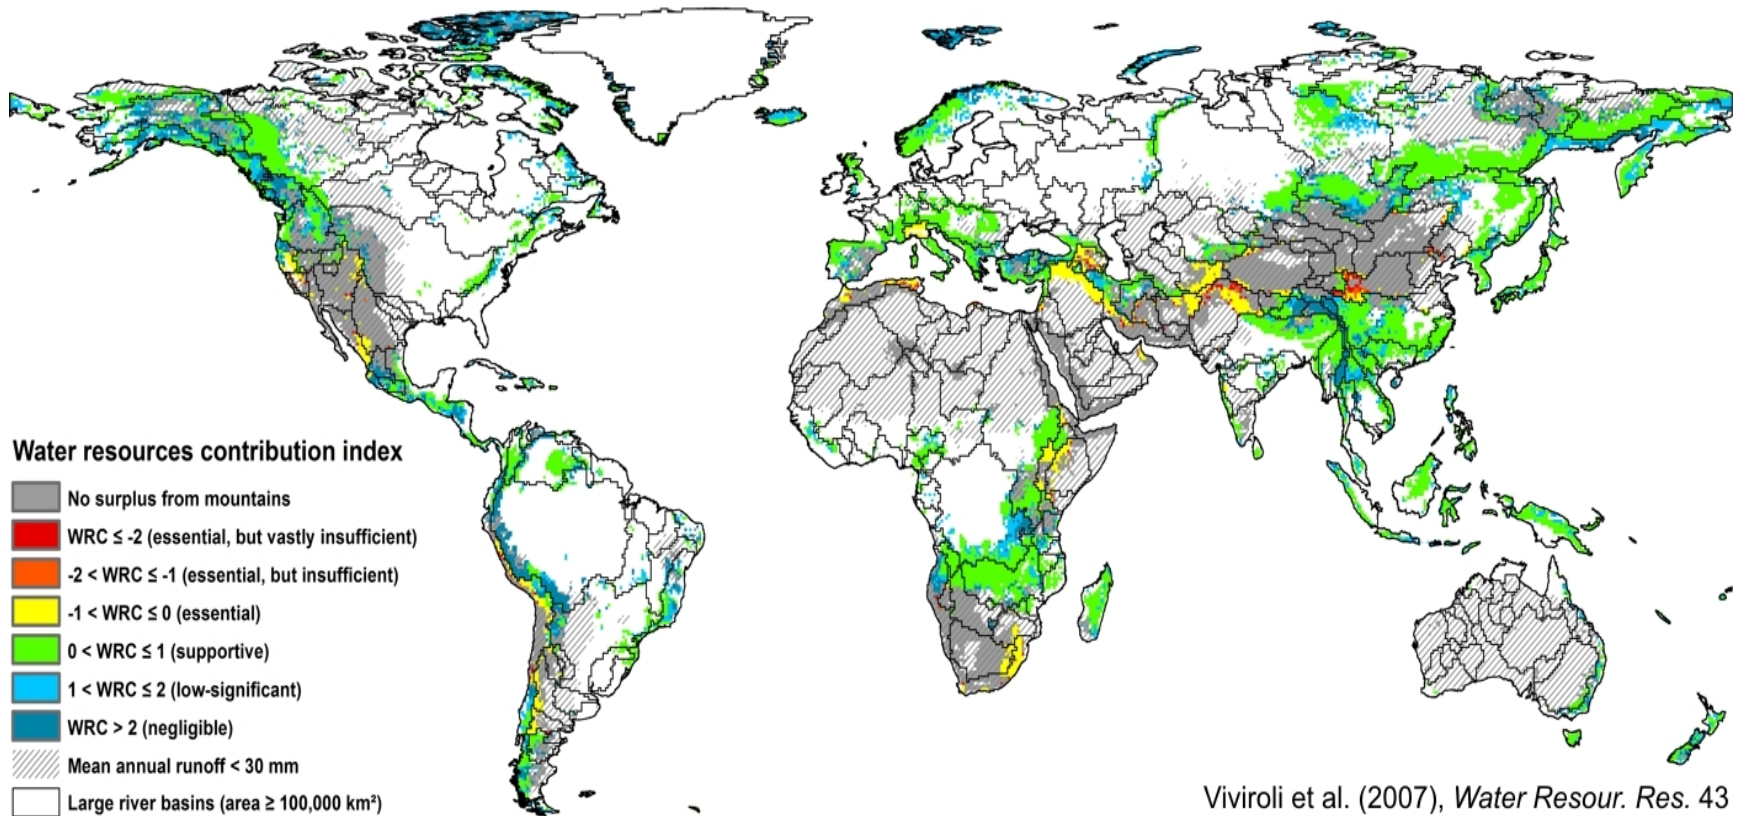 Water resources contribution index
No surplus from mountains
WRC ≤ -2 (essential, but vastly insufficient)
-2 < WRC ≤ -1 (essential, but insufficient)
-1 < WRC ≤ 0 (essential)
0 < WRC ≤ 1 (supportive)
1 < WRC ≤ 2 (low-significant)
WRC > 2 (negligible)
Mean annual runoff < 30 mm
Large river basins (area ≥ 100,000 km²)
Viviroli et al. (2007), Water Resour. Res. 43